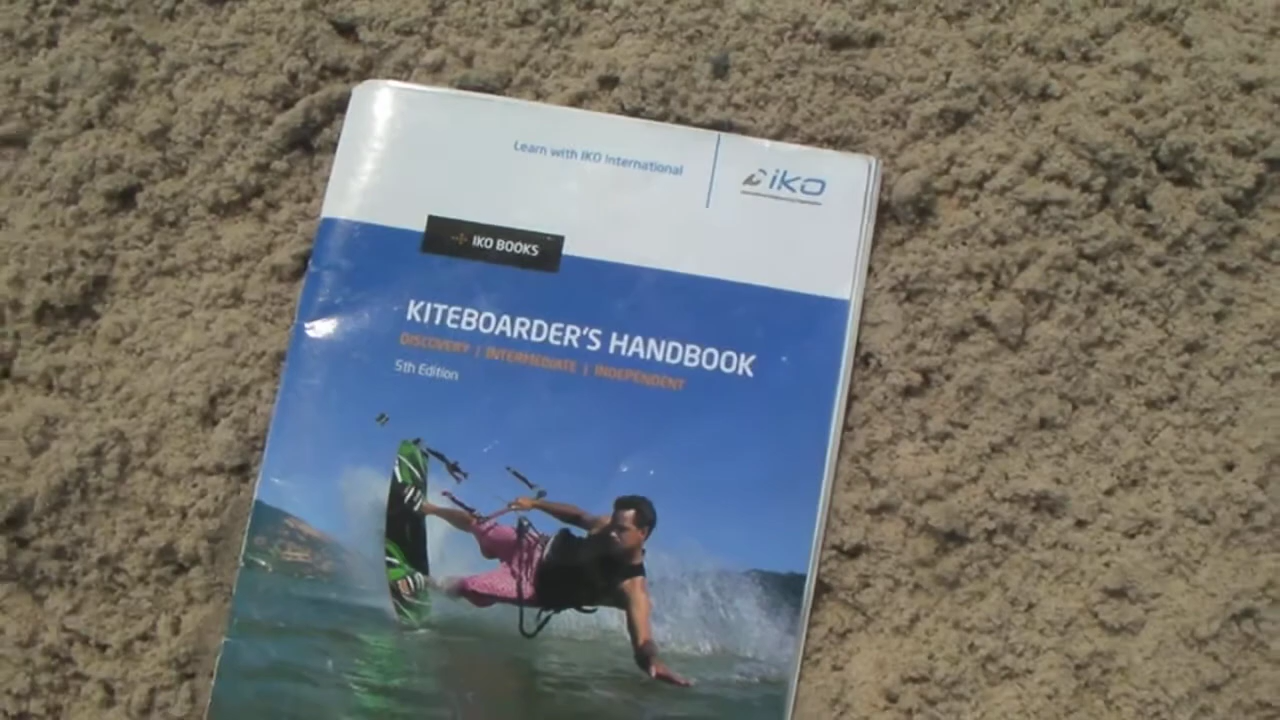 Learn with IKO International
iko
IKO BOOKS
KITEBOARDER'S HANDBOOK
DISCOVERY | INTERMEDIATE | INDEPENDENT
5th Edition